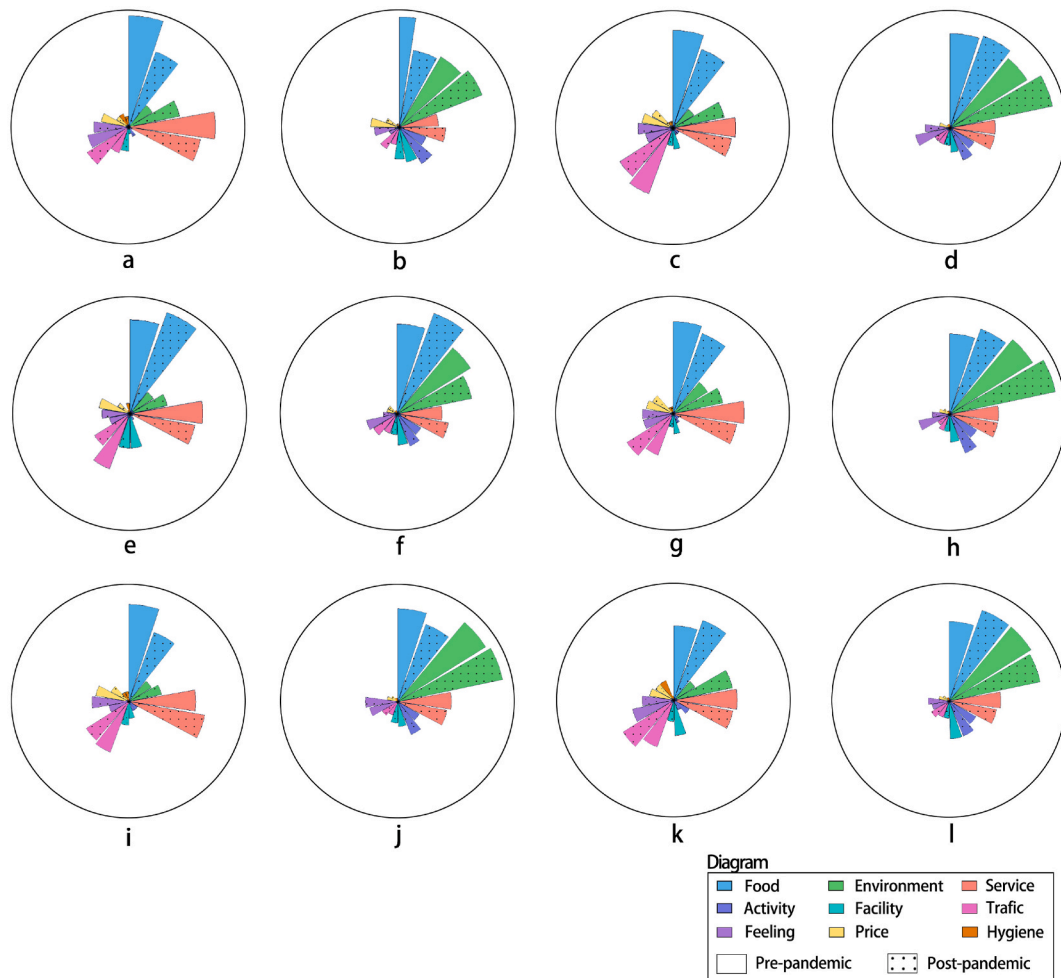 a b c d
e f g h
i j k l
Diagram
Food Environment Service
Activity Facility Trafic
Feeling Price Hygiene
Pre-pandemic Post-pandemic